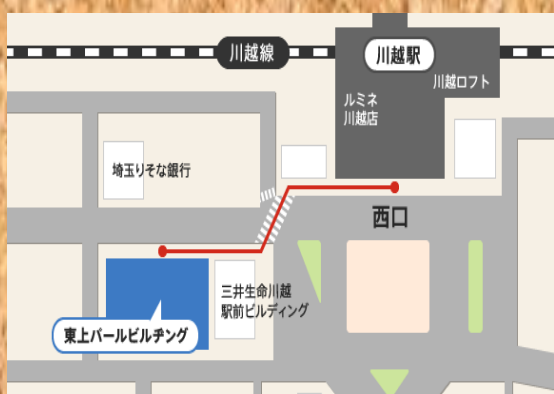 川越線
川越駅
川越ロフト
ルミネ
川越店
埼玉りそな銀行
西口
三井生命川越
駅前ビルディング
東上パールビルヂング